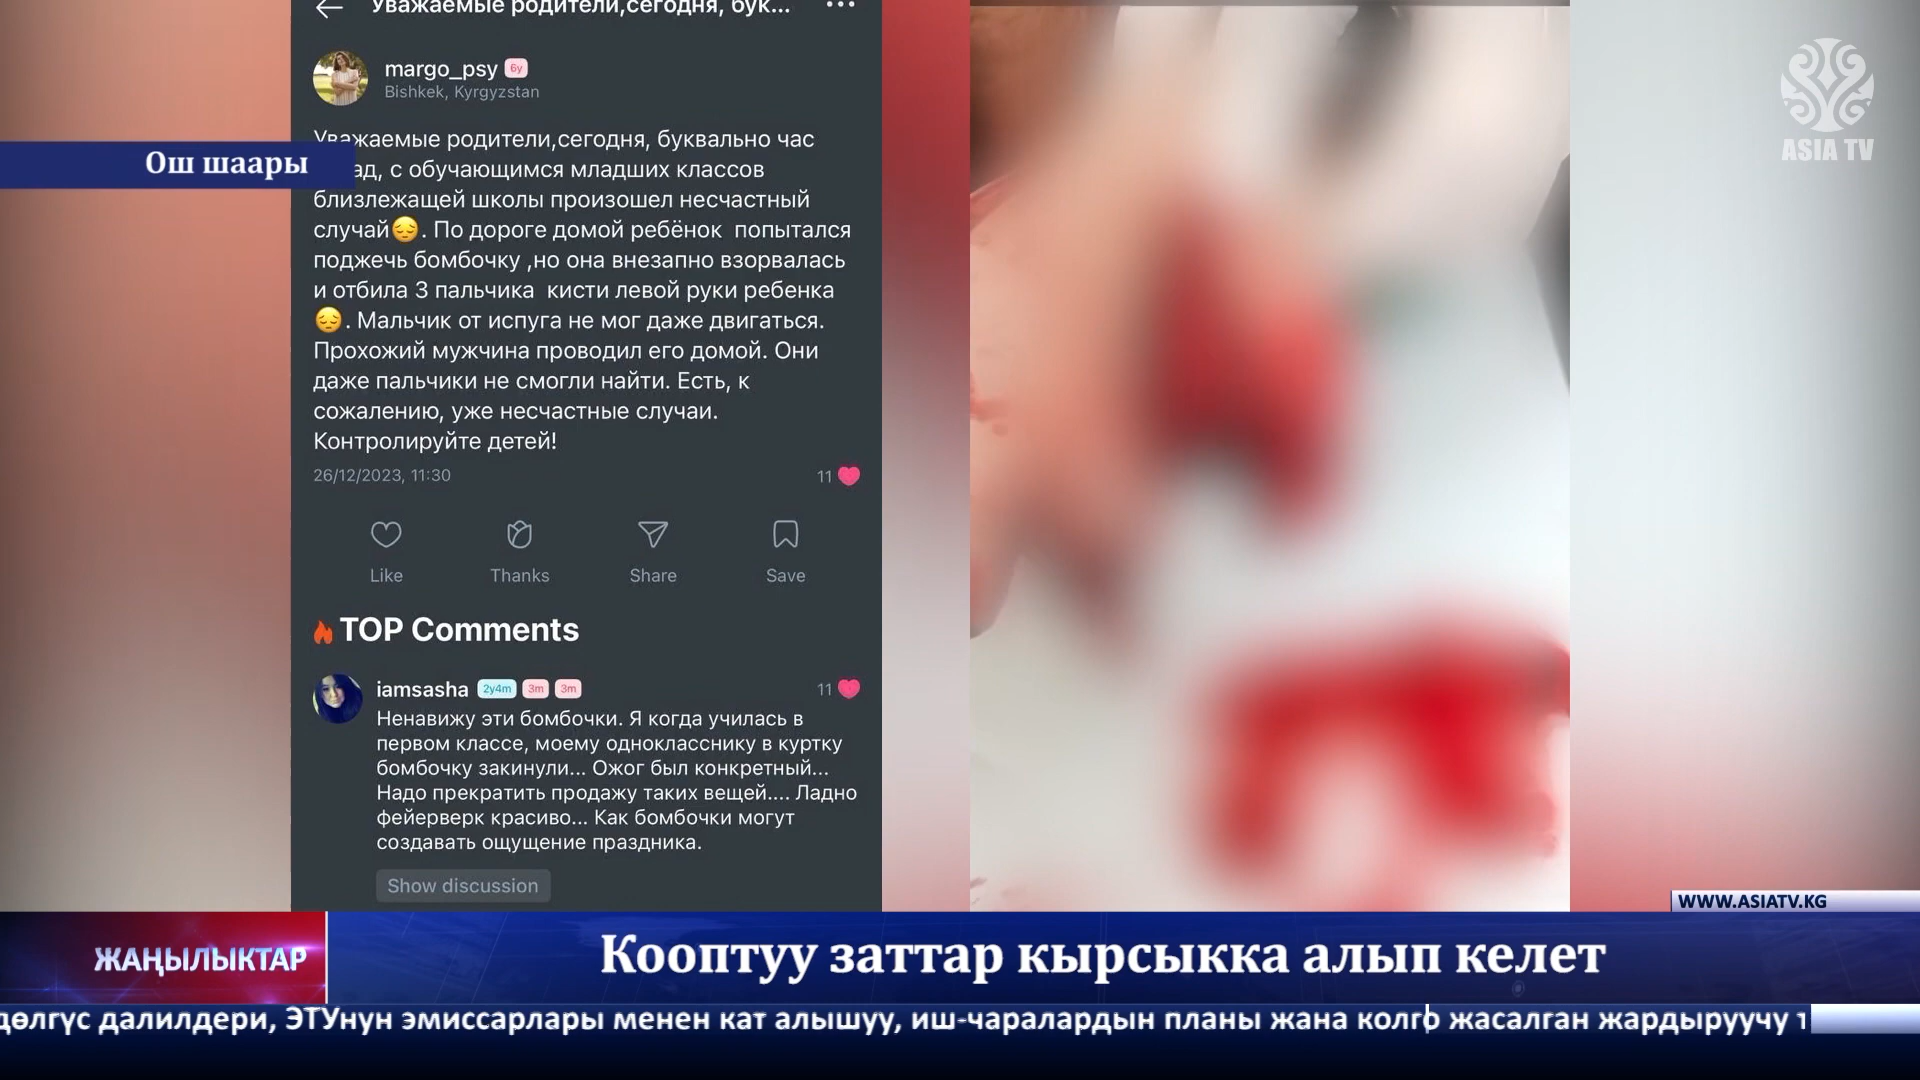 Уважаемые родители,сегодня, бук...
margo_psy 6y
Bishkek, Kyrgyzstan
Уважаемые родители,сегодня, буквально час
ад, с обучающимся младших классов
близлежащей школы произошел несчастный
случай😔. По дороге домой ребёнок попытался
поджечь бомбочку ,но она внезапно взорвалась
и отбила 3 пальчика кисти левой руки ребенка
😔. Мальчик от испуга не мог даже двигаться.
Прохожий мужчина проводил его домой. Они
даже пальчики не смогли найти. Есть, к
сожалению, уже несчастные случаи.
Контролируйте детей!
26/12/2023, 11:30
11
Like Thanks Share Save
TOP Comments
iamsasha 2y4m 3m 3m
11
Ненавижу эти бомбочки. Я когда училась в
первом классе, моему однокласснику в куртку
бомбочку закинули... Ожог был конкретный...
Надо прекратить продажу таких вещей.... Ладно
фейерверк красиво... Как бомбочки могут
создавать ощущение праздника.
Show discussion
Ош шаары
ASIA TV
WWW.ASIATV.KG
ЖАҢЫЛЫКТАР
Кооптуу заттар кырсыкка алып келет
дөлгүс далилдери, ЭТУнун эмиссарлары менен кат алышуу, иш-чаралардын планы жана колго жасалган жардыруучу